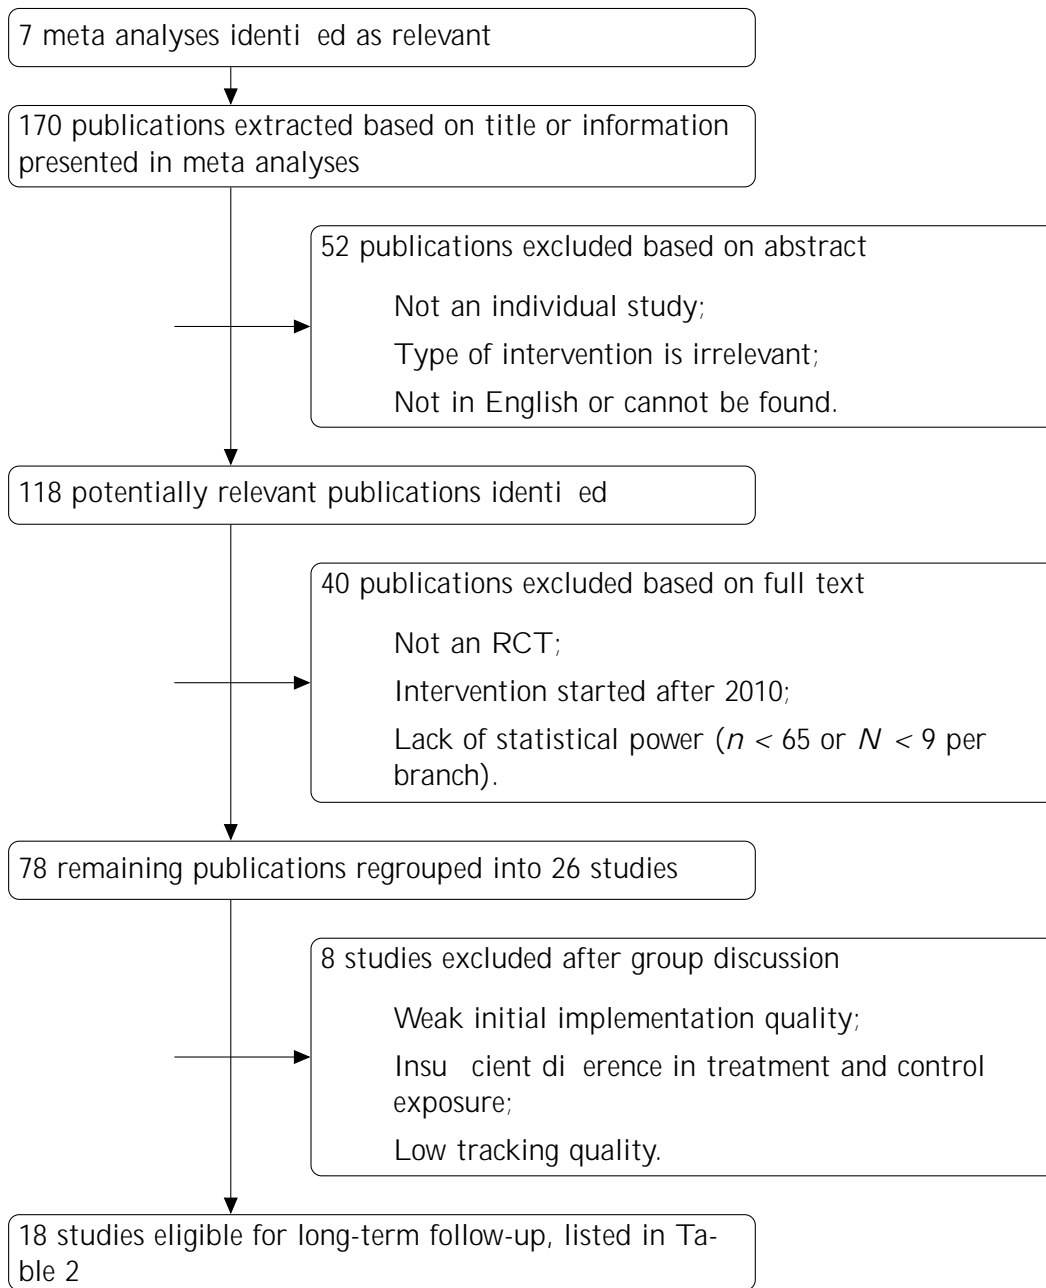 7 meta analyses identi ed as relevant
170 publications extracted based on title or information
presented in meta analyses
52 publications excluded based on abstract
Not an individual study;
Type of intervention is irrelevant;
Not in English or cannot be found.
118 potentially relevant publications identi ed
40 publications excluded based on full text
Not an RCT;
Intervention started after 2010;
Lack of statistical power (n < 65 or N < 9 per
branch).
78 remaining publications regrouped into 26 studies
8 studies excluded after group discussion
Weak initial implementation quality;
Insu cient di erence in treatment and control
exposure;
Low tracking quality.
18 studies eligible for long-term follow-up, listed in Ta-
ble 2